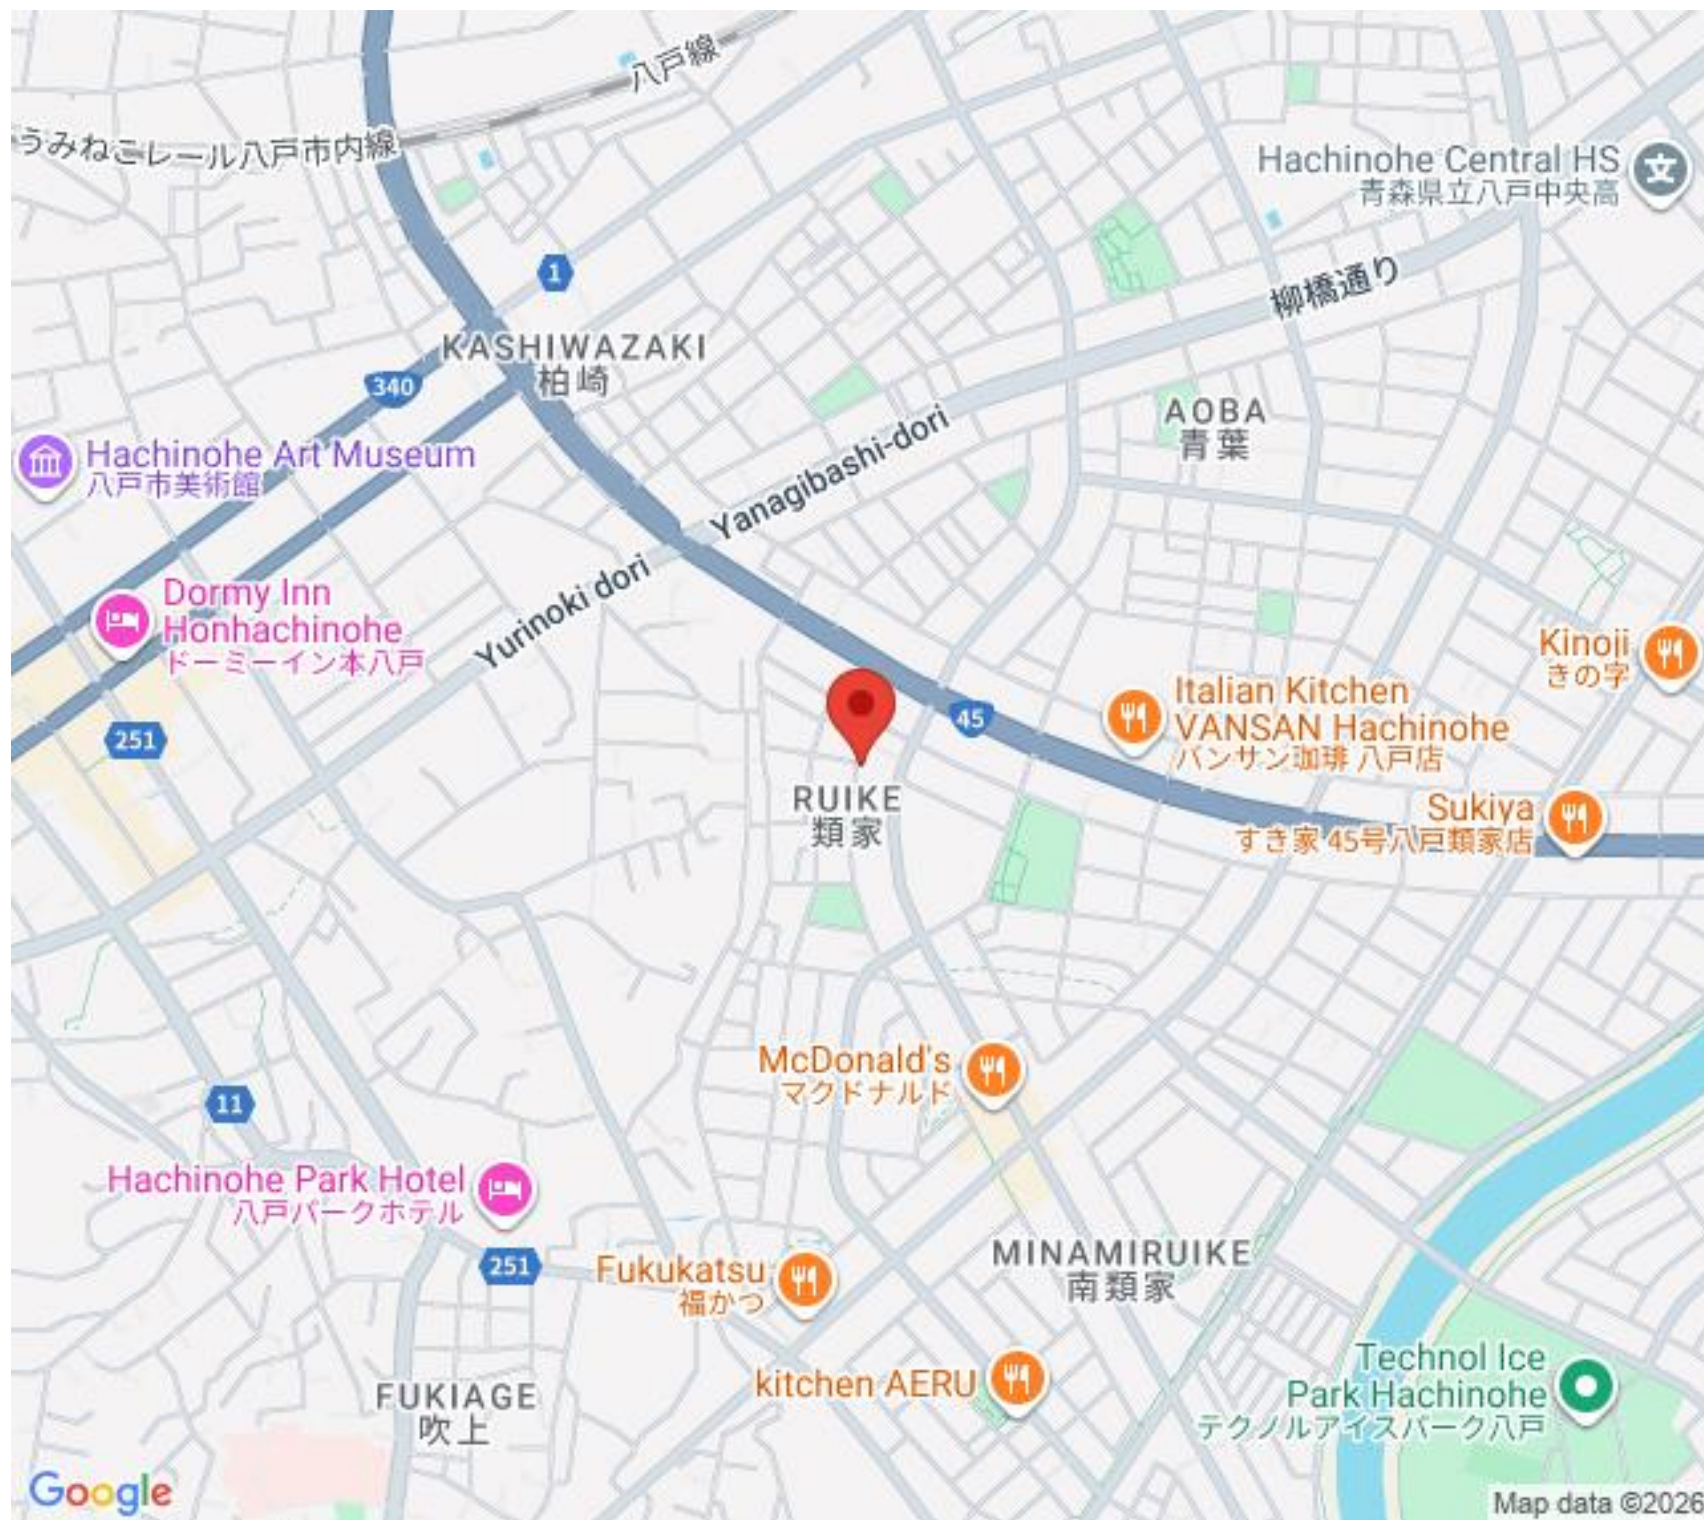 八戸線
うみねこレール八戸市内線
Hachinohe Central HS
青森県立八戸中央高
1
柳橋通り
KASHIWAZAKI
柏崎
340
AOBA
青葉
Hachinohe Art Museum
八戸市美術館
Yanagibashi-dori
Yurinoki dori
Dormy Inn
Honhachinohe
ドーミーイン本八戸
Kinoji
きの字
Italian Kitchen
VANSAN Hachinohe
バンサン珈琲 八戸店
45
251
RUIKE
類家
Sukiya
すき家 45号八戸類家店
McDonald's
マクドナルド
11
Hachinohe Park Hotel
八戸パークホテル
MINAMIRUIKE
南類家
251
Fukukatsu
福かつ
Technol Ice
Park Hachinohe
テクノルアイスパーク八戸
kitchen AERU
FUKIAGE
吹上
Google
Map data ©2026